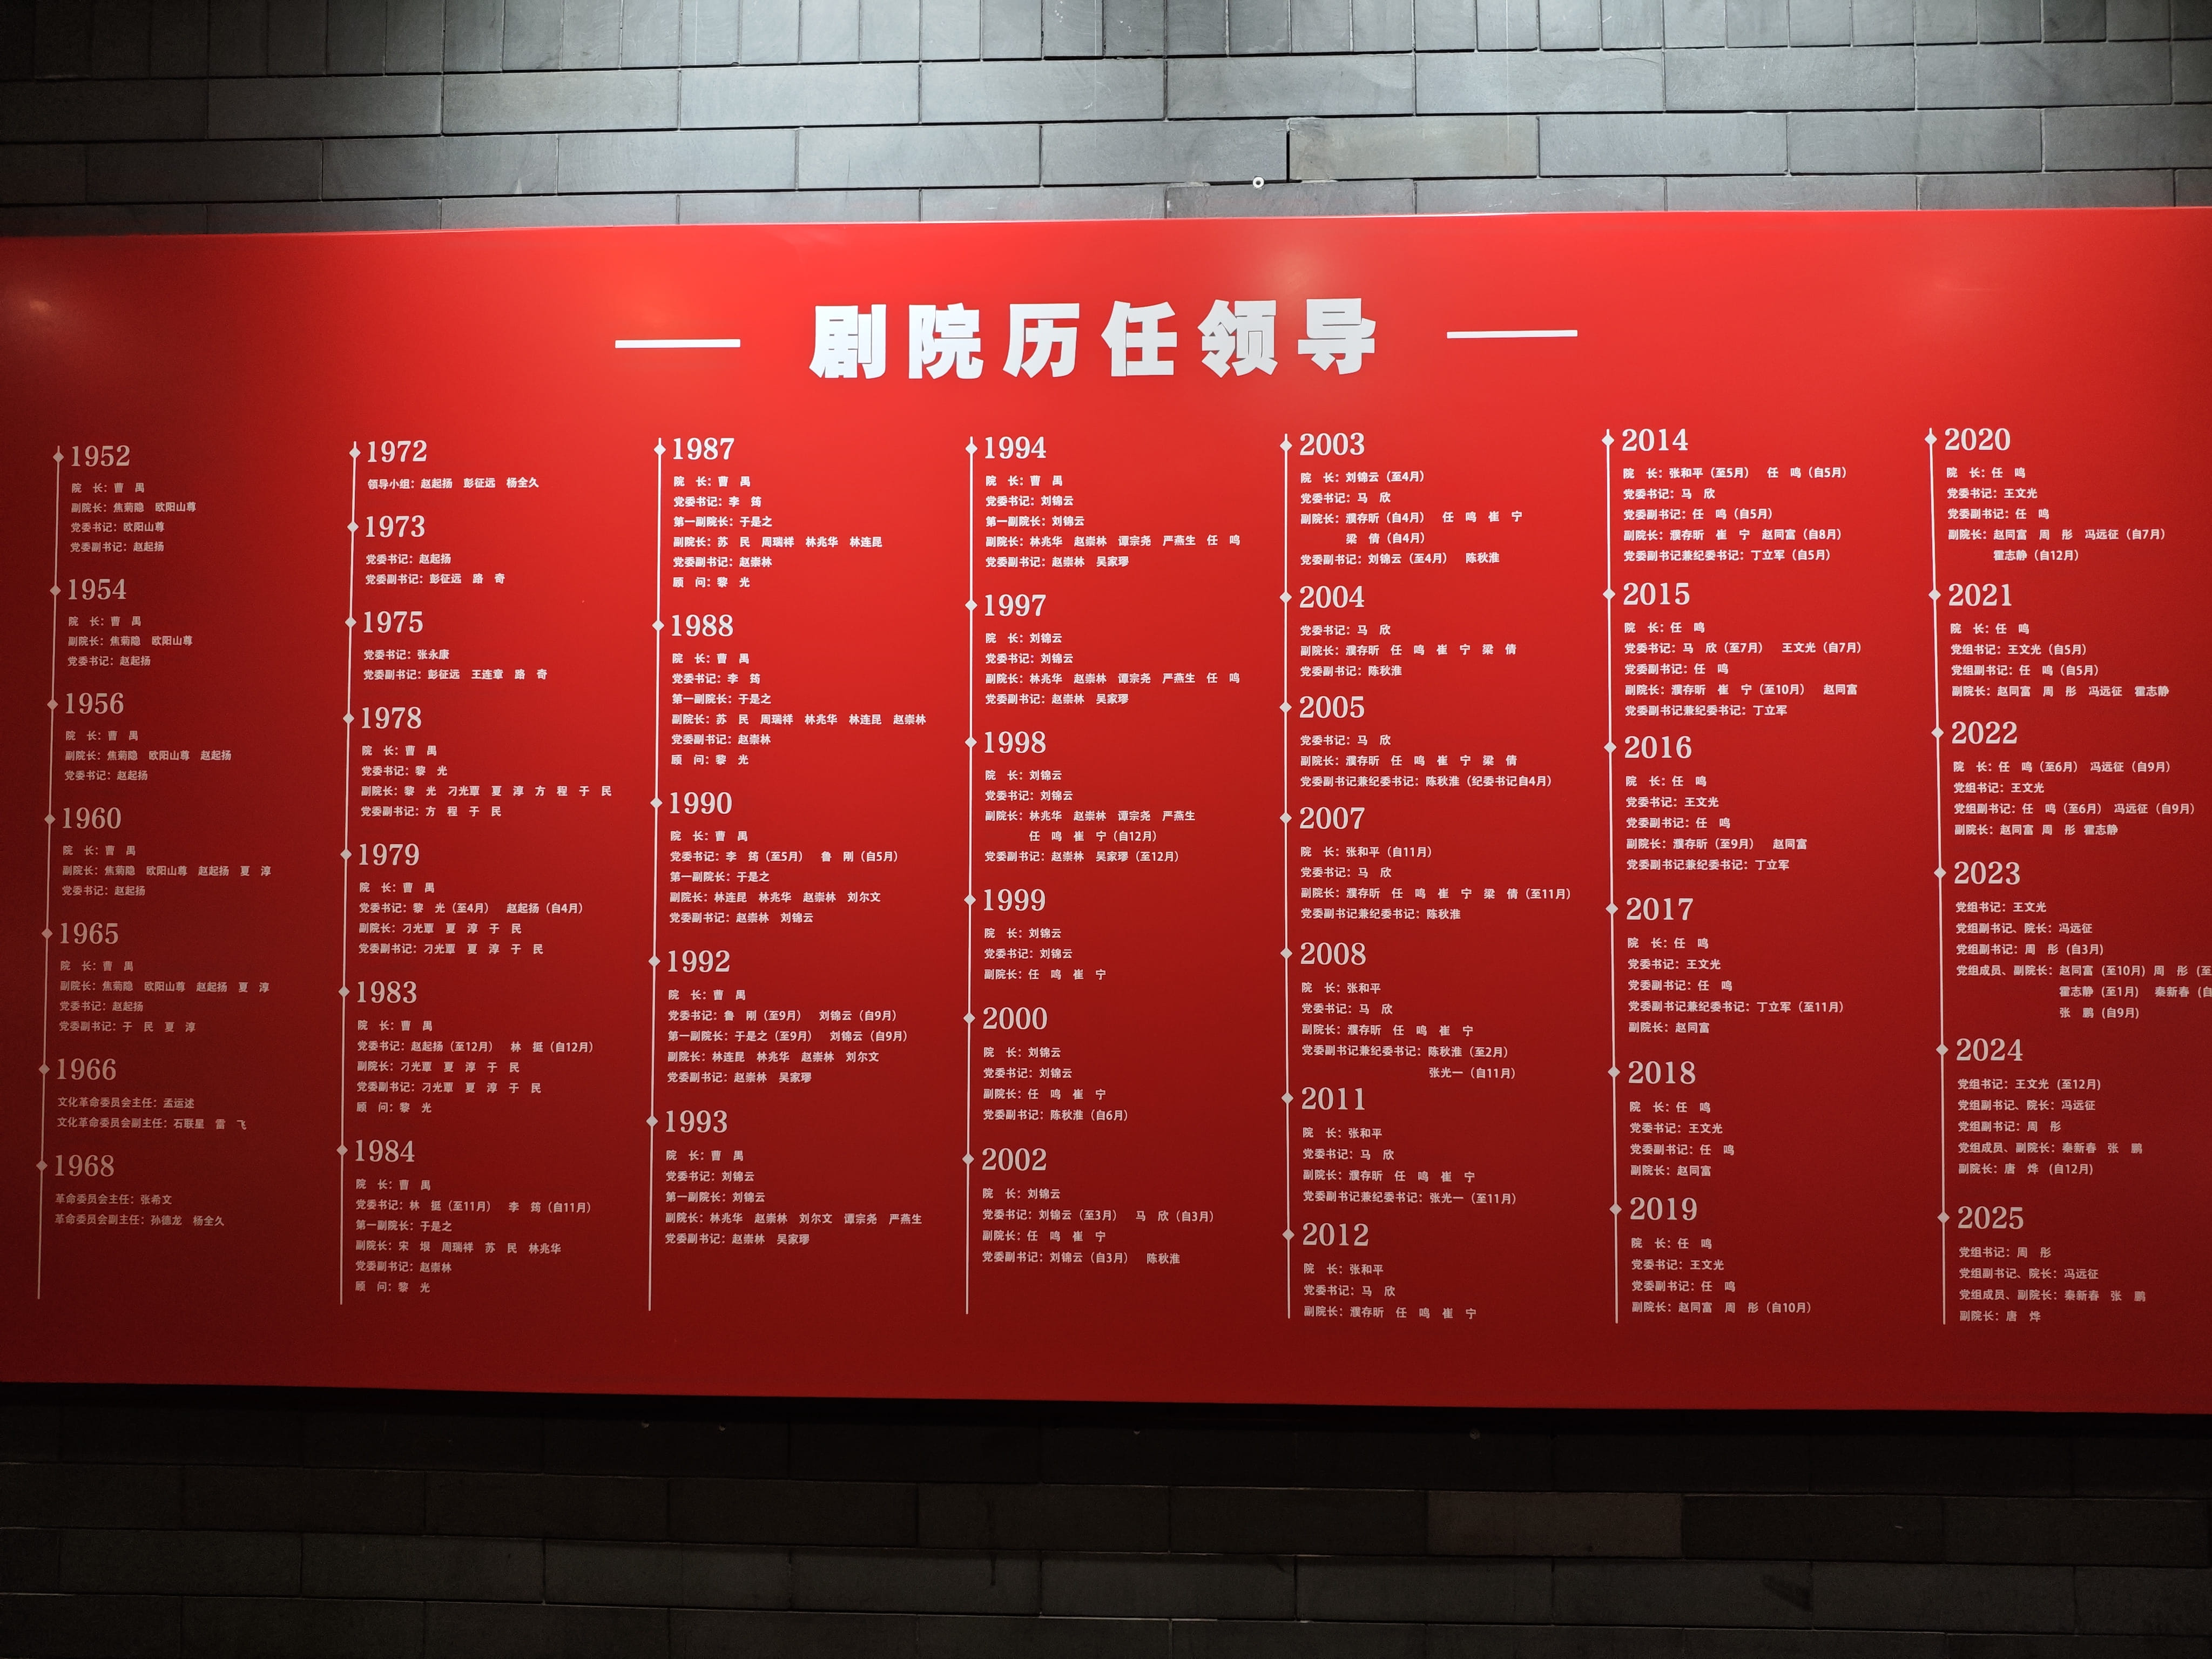 剧院历任领导
1952
院　长：曹　禺
副院长：焦菊隐　欧阳山尊
党委书记：欧阳山尊
党委副书记：赵起扬
1954
院　长：曹　禺
副院长：焦菊隐　欧阳山尊
党委书记：赵起扬
1956
院　长：曹　禺
副院长：焦菊隐　欧阳山尊　赵起扬
党委书记：赵起扬
1960
院　长：曹　禺
副院长：焦菊隐　欧阳山尊　赵起扬　夏　淳
党委书记：赵起扬
1965
院　长：曹　禺
副院长：焦菊隐　欧阳山尊　赵起扬　夏　淳
党委书记：赵起扬
党委副书记：于　民　夏　淳
1966
文化革命委员会主任：孟运述
文化革命委员会副主任：石联星　雷　飞
1968
革命委员会主任：张希文
革命委员会副主任：孙德龙　杨全久
1972
领导小组：赵起扬　彭征远　杨全久
1973
党委书记：赵起扬
党委副书记：彭征远　路　奇
1975
党委书记：张永康
党委副书记：彭征远　王连章　路　奇
1978
院　长：曹　禺
党委书记：黎　光
副院长：黎　光　刁光覃　夏　淳　方　程　于　民
党委副书记：方　程　于　民
1979
院　长：曹　禺
党委书记：黎　光（至4月）　赵起扬（自4月）
副院长：刁光覃　夏　淳　于　民
党委副书记：刁光覃　夏　淳　于　民
1983
院　长：曹　禺
党委书记：赵起扬（至12月）　林　挺（自12月）
副院长：刁光覃　夏　淳　于　民
党委副书记：刁光覃　夏　淳　于　民
顾　问：黎　光
1984
院　长：曹　禺
党委书记：林　挺（至11月）　李　筠（自11月）
第一副院长：于是之
副院长：宋　垠　周瑞祥　苏　民　林兆华
党委副书记：赵崇林
顾　问：黎　光
1987
院　长：曹　禺
党委书记：李　筠
第一副院长：于是之
副院长：苏　民　周瑞祥　林兆华　林连昆
党委副书记：赵崇林
顾　问：黎　光
1988
院　长：曹　禺
党委书记：李　筠
第一副院长：于是之
副院长：苏　民　周瑞祥　林兆华　林连昆　赵崇林
党委副书记：赵崇林
顾　问：黎　光
1990
院　长：曹　禺
党委书记：李　筠（至5月）　鲁　刚（自5月）
第一副院长：于是之
副院长：林连昆　林兆华　赵崇林　刘尔文
党委副书记：赵崇林　刘锦云
1992
院　长：曹　禺
党委书记：鲁　刚（至9月）　刘锦云（自9月）
第一副院长：于是之（至9月）　刘锦云（自9月）
副院长：林连昆　林兆华　赵崇林　刘尔文
党委副书记：赵崇林　吴家璆
1993
院　长：曹　禺
党委书记：刘锦云
第一副院长：刘锦云
副院长：林兆华　赵崇林　刘尔文　谭宗尧　严燕生
党委副书记：赵崇林　吴家璆
1994
院　长：曹　禺
党委书记：刘锦云
第一副院长：刘锦云
副院长：林兆华　赵崇林　谭宗尧　严燕生　任　鸣
党委副书记：赵崇林　吴家璆
1997
院　长：刘锦云
党委书记：刘锦云
副院长：林兆华　赵崇林　谭宗尧　严燕生　任　鸣
党委副书记：赵崇林　吴家璆
1998
院　长：刘锦云
党委书记：刘锦云
副院长：林兆华　赵崇林　谭宗尧　严燕生
任　鸣　崔　宁（自12月）
党委副书记：赵崇林　吴家璆（至12月）
1999
院　长：刘锦云
党委书记：刘锦云
副院长：任　鸣　崔　宁
2000
院　长：刘锦云
党委书记：刘锦云
副院长：任　鸣　崔　宁
党委副书记：陈秋淮（自6月）
2002
院　长：刘锦云
党委书记：刘锦云（至3月）　马　欣（自3月）
副院长：任　鸣　崔　宁
党委副书记：刘锦云（自3月）　陈秋淮
2003
院　长：刘锦云（至4月）
党委书记：马　欣
副院长：濮存昕（自4月）　任　鸣　崔　宁
梁　倩（自4月）
党委副书记：刘锦云（至4月）　陈秋淮
2004
党委书记：马　欣
副院长：濮存昕　任　鸣　崔　宁　梁　倩
党委副书记：陈秋淮
2005
党委书记：马　欣
副院长：濮存昕　任　鸣　崔　宁　梁　倩
党委副书记兼纪委书记：陈秋淮（纪委书记自4月）
2007
院　长：张和平（自11月）
党委书记：马　欣
副院长：濮存昕　任　鸣　崔　宁　梁　倩（至11月）
党委副书记兼纪委书记：陈秋淮
2008
院　长：张和平
党委书记：马　欣
副院长：濮存昕　任　鸣　崔　宁
党委副书记兼纪委书记：陈秋淮（至2月）
张光一（自11月）
2011
院　长：张和平
党委书记：马　欣
副院长：濮存昕　任　鸣　崔　宁
党委副书记兼纪委书记：张光一（至11月）
2012
院　长：张和平
党委书记：马　欣
副院长：濮存昕　任　鸣　崔　宁
2014
院　长：张和平（至5月）　任　鸣（自5月）
党委书记：马　欣
党委副书记：任　鸣（自5月）
副院长：濮存昕　崔　宁　赵同富（自8月）
党委副书记兼纪委书记：丁立军（自5月）
2015
院　长：任　鸣
党委书记：马　欣（至7月）　王文光（自7月）
党委副书记：任　鸣
副院长：濮存昕　崔　宁（至10月）　赵同富
党委副书记兼纪委书记：丁立军
2016
院　长：任　鸣
党委书记：王文光
党委副书记：任　鸣
副院长：濮存昕（至9月）　赵同富
党委副书记兼纪委书记：丁立军
2017
院　长：任　鸣
党委书记：王文光
党委副书记：任　鸣
党委副书记兼纪委书记：丁立军（至11月）
副院长：赵同富
2018
院　长：任　鸣
党委书记：王文光
党委副书记：任　鸣
副院长：赵同富
2019
院　长：任　鸣
党委书记：王文光
党委副书记：任　鸣
副院长：赵同富　周　彤（自10月）
2020
院　长：任　鸣
党委书记：王文光
党委副书记：任　鸣
副院长：赵同富　周　彤　冯远征（自7月）
霍志静（自12月）
2021
院　长：任　鸣
党组书记：王文光（自5月）
党组副书记：任　鸣（自5月）
副院长：赵同富　周　彤　冯远征　霍志静
2022
院　长：任　鸣（至6月）　冯远征（自9月）
党组书记：王文光
党组副书记：任　鸣（至6月）　冯远征（自9月）
副院长：赵同富　周　彤　霍志静
2023
党组书记：王文光
党组副书记、院长：冯远征
党组副书记：周　彤（自3月）
党组成员、副院长：赵同富（至10月）周　彤（至
霍志静（至1月）　秦新春（自
张　鹏（自9月）
2024
党组书记：王文光（至12月）
党组副书记、院长：冯远征
党组副书记：周　彤
党组成员、副院长：秦新春　张　鹏
副院长：唐　烨　（自12月）
2025
党组书记：周　彤
党组副书记、院长：冯远征
党组成员、副院长：秦新春　张　鹏
副院长：唐　烨